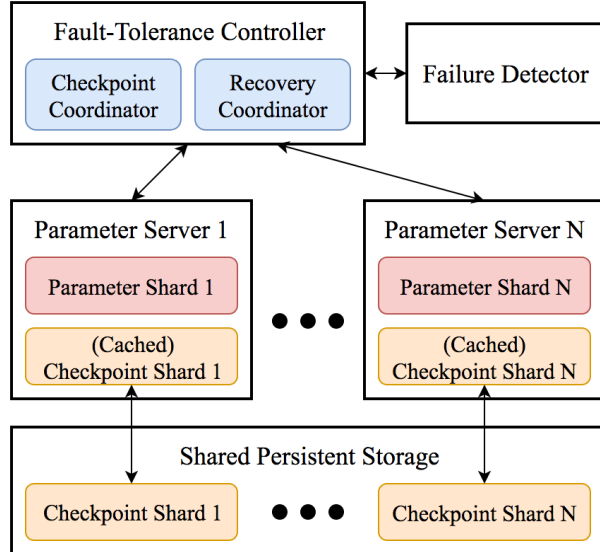 Fault-Tolerance Controller
Checkpoint
Coordinator
Recovery
Coordinator
Failure Detector
Parameter Server 1
Parameter Shard 1
(Cached)
Checkpoint Shard 1
Parameter Server N
Parameter Shard N
(Cached)
Checkpoint Shard N
Shared Persistent Storage
Checkpoint Shard 1
Checkpoint Shard N